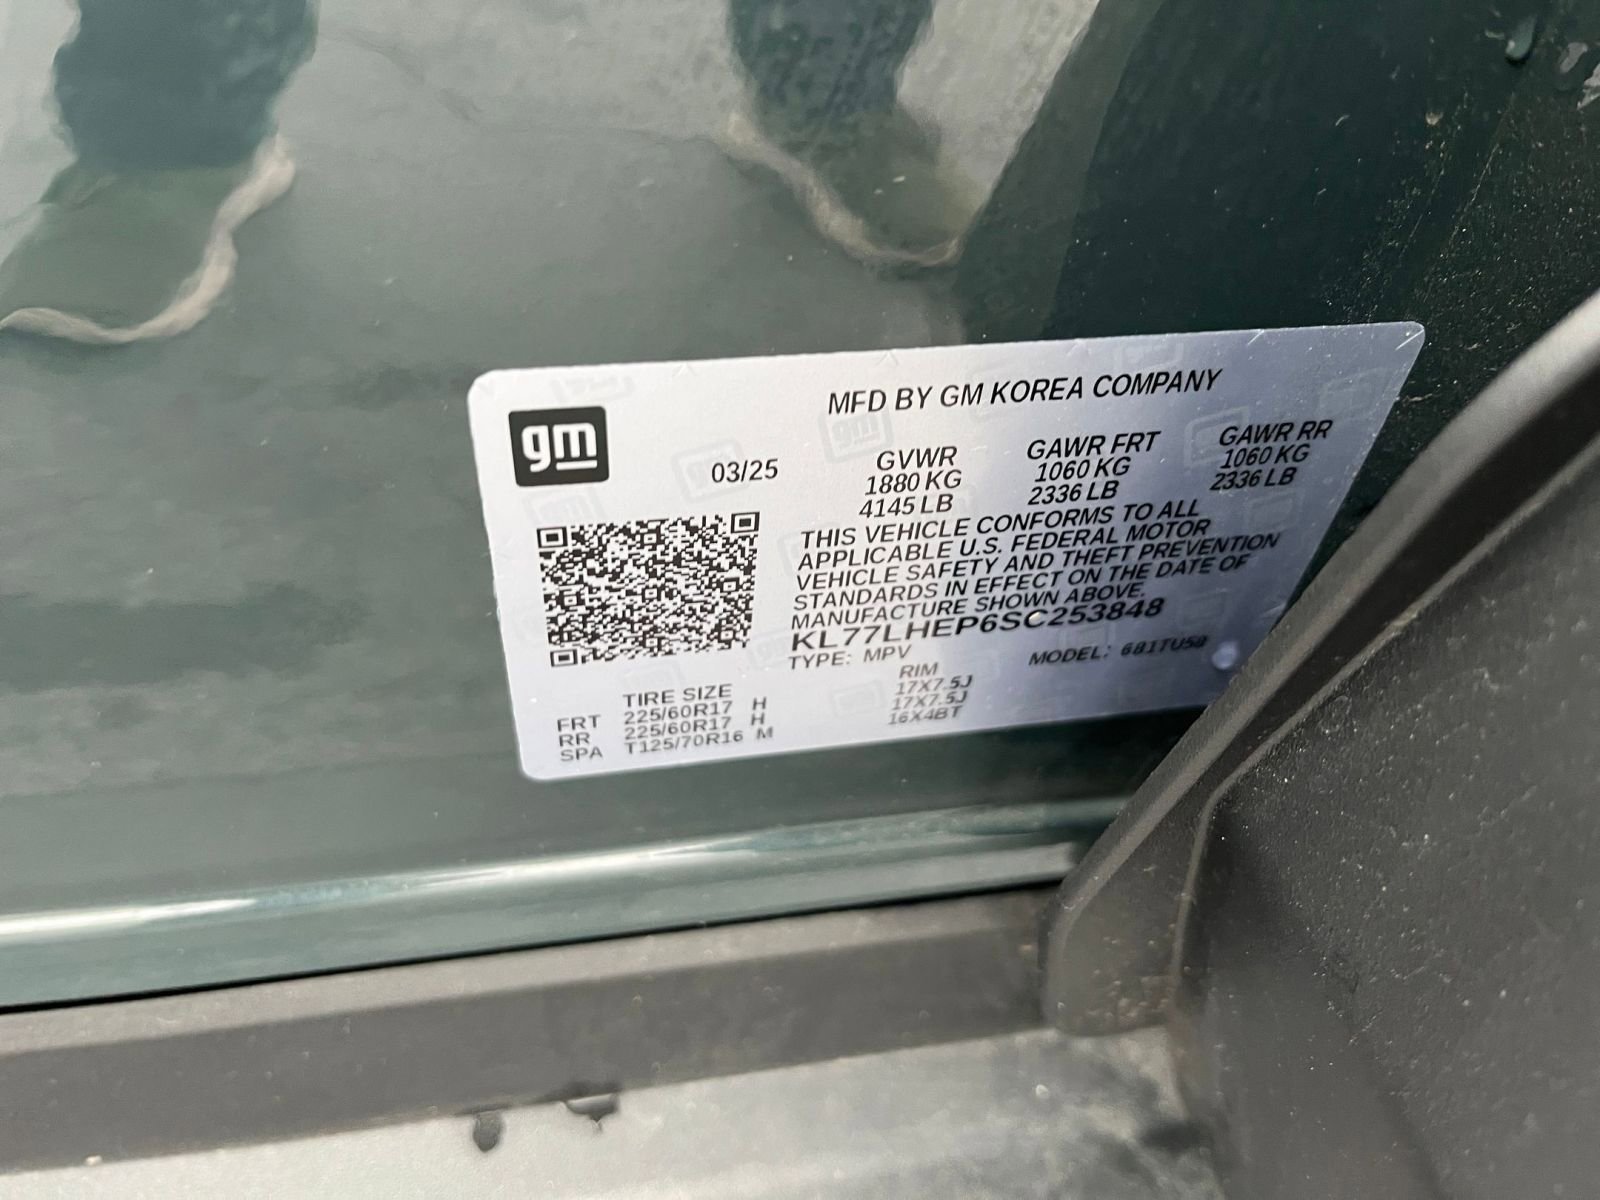 gm
MFD BY GM KOREA COMPANY
03/25 GVWR GAWR FRT GAWR RR
1880 KG 1060 KG 1060 KG
4145 LB 2336 LB 2336 LB
THIS VEHICLE CONFORMS TO ALL
APPLICABLE U.S. FEDERAL MOTOR
VEHICLE SAFETY AND THEFT PREVENTION
STANDARDS IN EFFECT ON THE DATE OF
MANUFACTURE SHOWN ABOVE.
KL77LHEP6SC253848
TYPE: MPV MODEL: 681TU58
TIRE SIZE RIM
FRT 225/60R17 H 17X7.5J
RR 225/60R17 H 17X7.5J
SPA T125/70R16 M 16X4BT